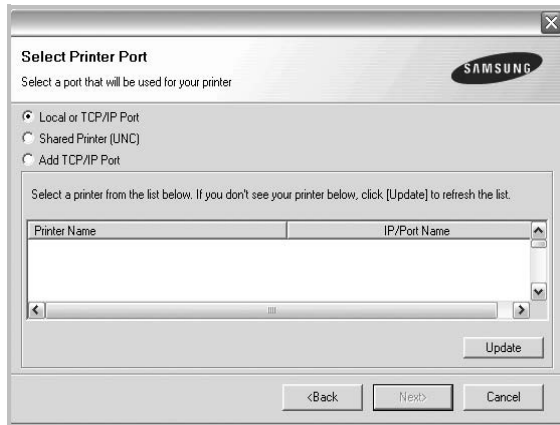 Select Printer Port
Select a port that will be used for your printer
SAMSUNG
Local or TCP/IP Port
Shared Printer (UNC)
Add TCP/IP Port
Select a printer from the list below. If you don't see your printer below, click [Update] to refresh the list.
Printer Name IP/Port Name
Update
<Back Next> Cancel